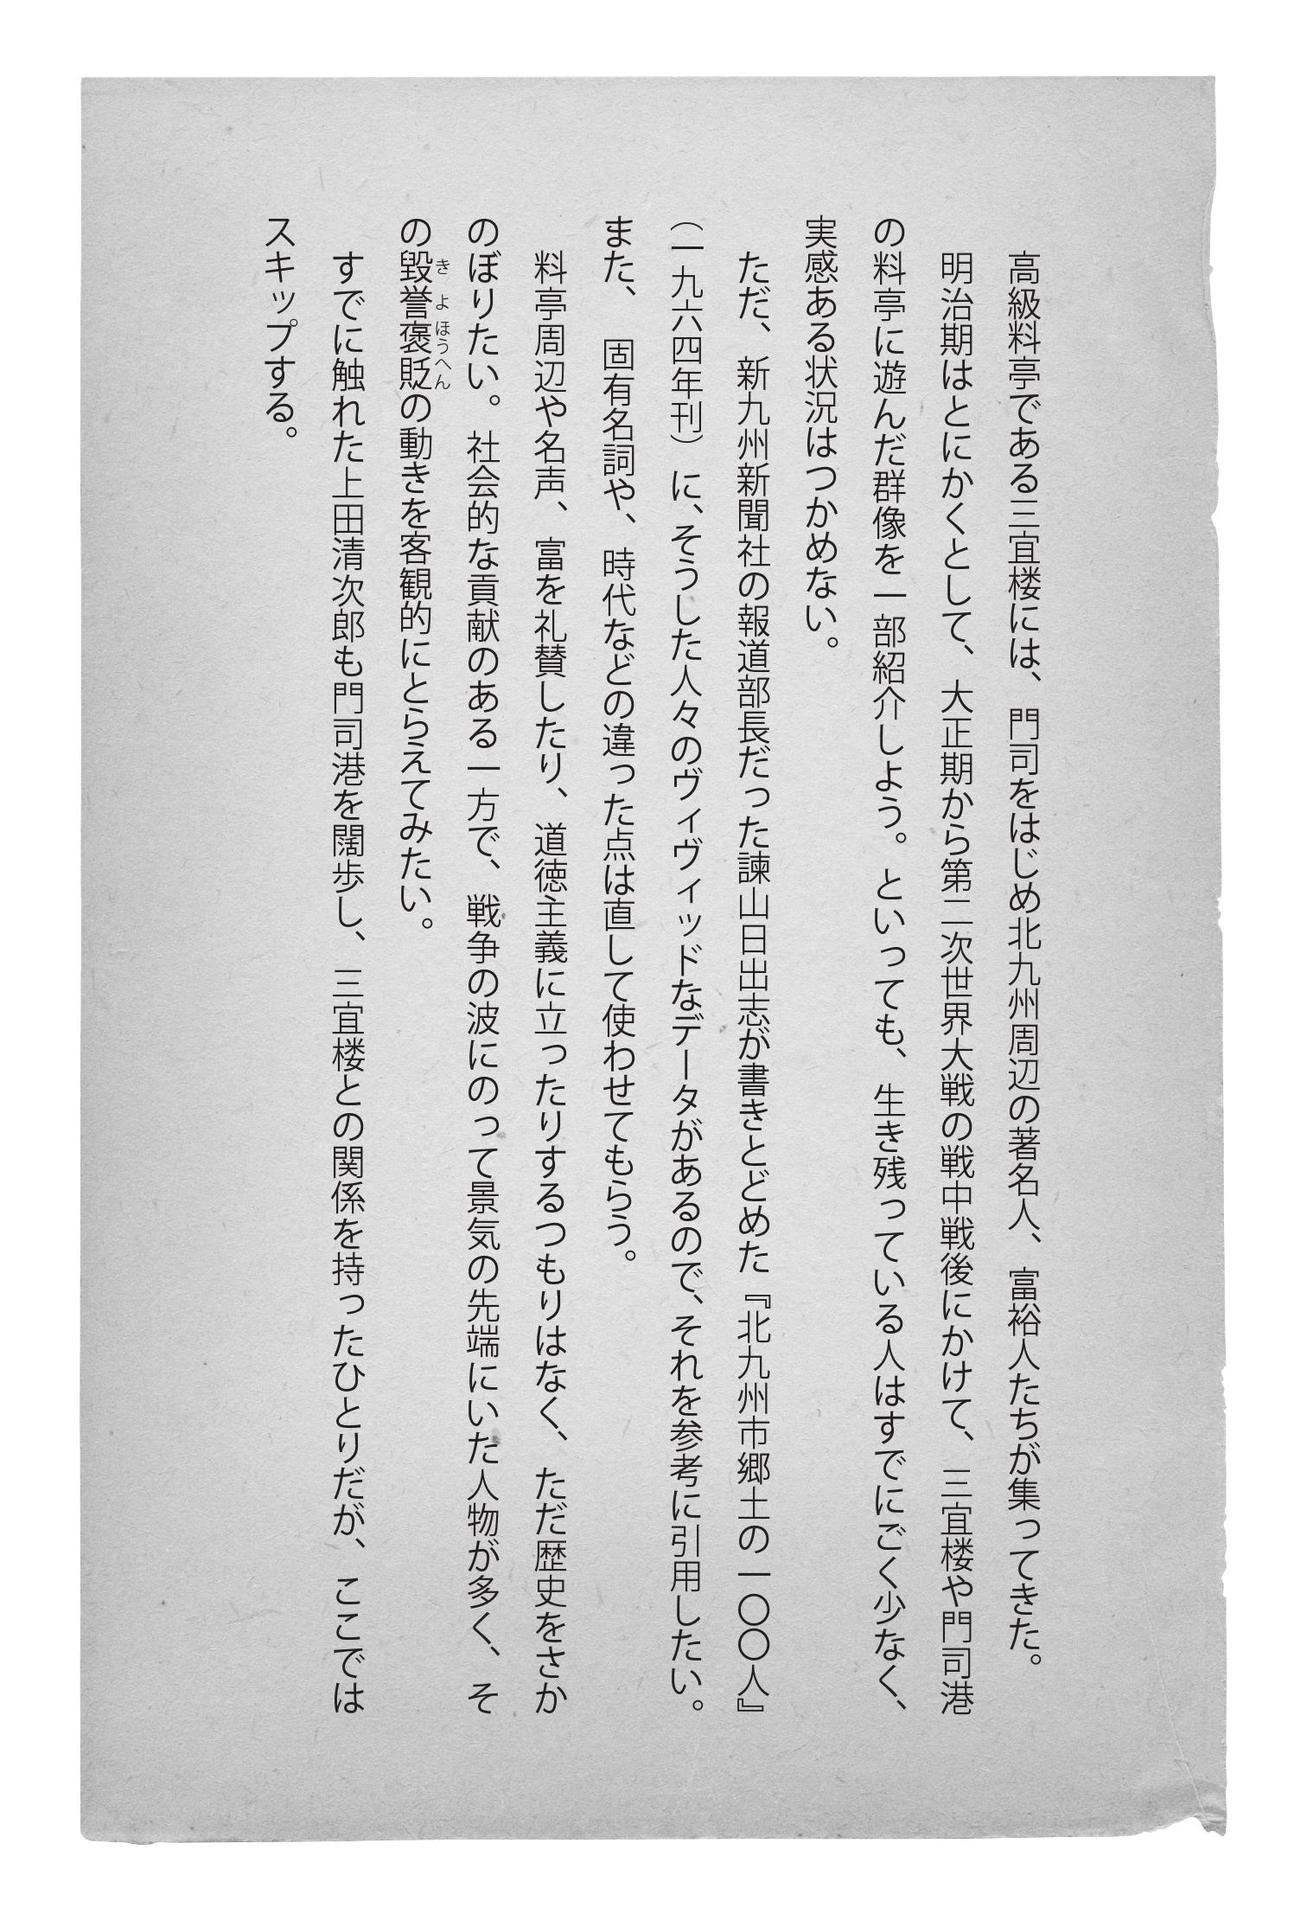 高級料亭である三宜楼には、門司をはじめ北九州周辺の著名人、富裕人たちが集ってきた。
明治期はとにかくとして、大正期から第二次世界大戦の戦中戦後にかけて、三宜楼や門司港
の料亭に遊んだ群像を一部紹介しよう。といっても、生き残っている人はすでにごく少なく、
実感ある状況はつかめない。
ただ、新九州新聞社の報道部長だった諫山日出志が書きとどめた『北九州市郷土の一〇〇人』
（一九六四年刊）に、そうした人々のヴィヴィッドなデータがあるので、それを参考に引用したい。
また、固有名詞や、時代などの違った点は直して使わせてもらう。
料亭周辺や名声、富を礼賛したり、道徳主義に立ったりするつもりはなく、ただ歴史をさか
のぼりたい。社会的な貢献のある一方で、戦争の波にのって景気の先端にいた人物が多く、そ
の毀誉褒貶の動きを客観的にとらえてみたい。
きよほうへん
すでに触れた上田清次郎も門司港を闊歩し、三宜楼との関係を持ったひとりだが、ここでは
スキップする。